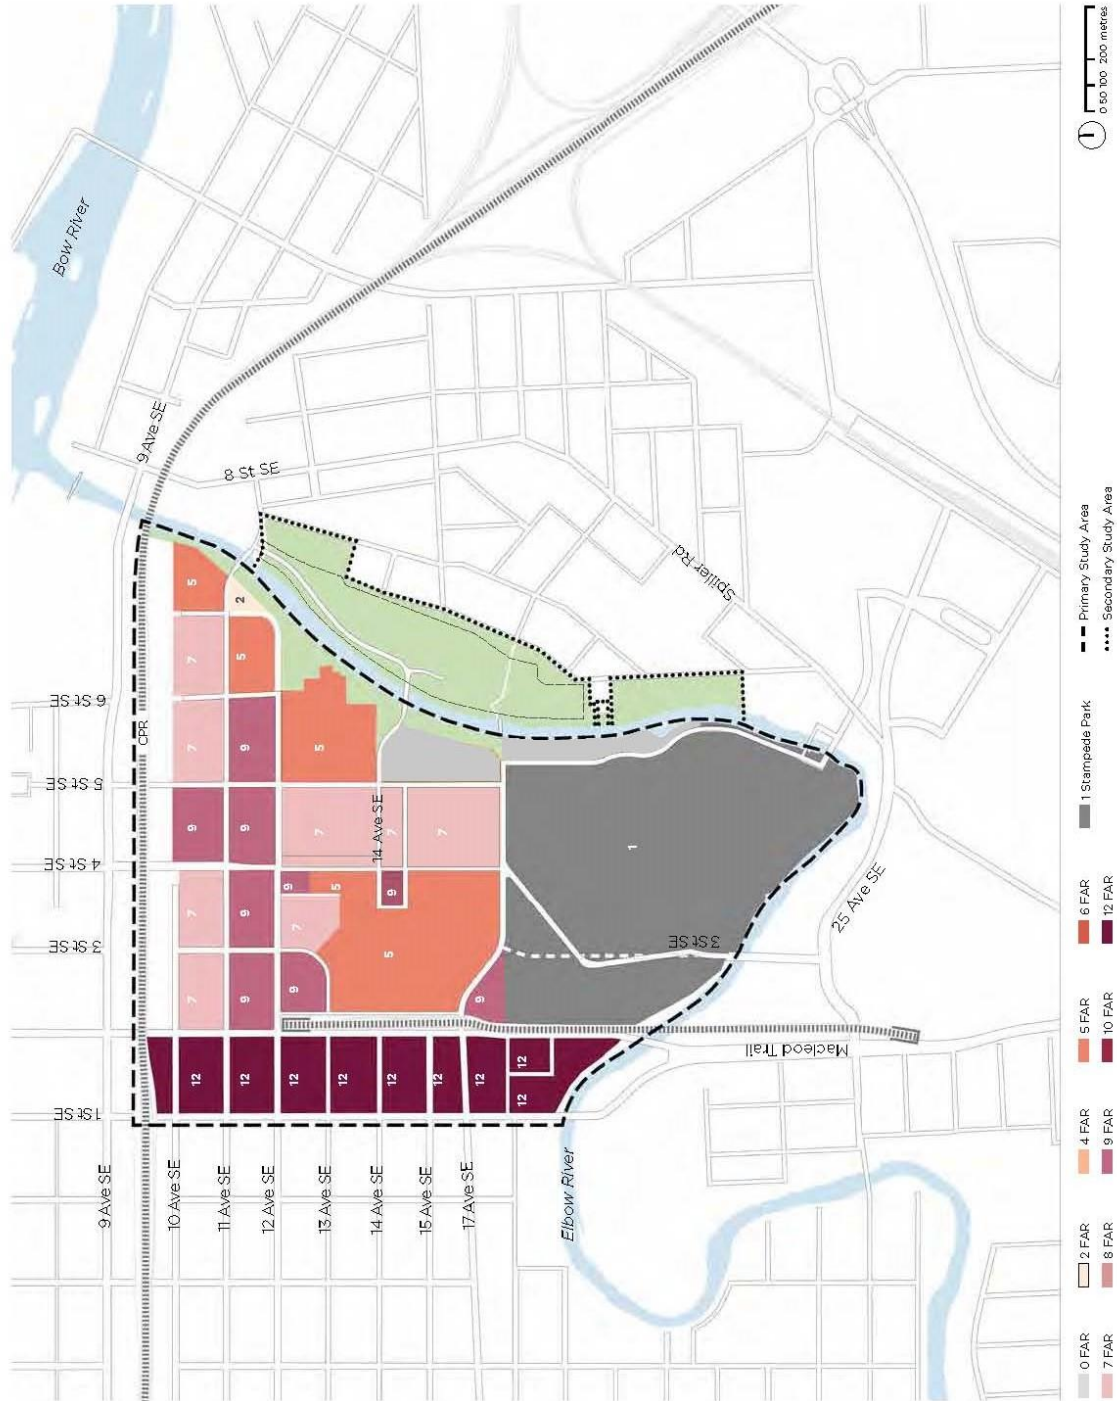 Bow River
9 Ave SE
8 St SE
Spiller Rd
6 St SE
5 St SE
4 St SE
3 St SE
1 St SE
CPR
5
2
7
5
7
9
5
9
9
7
7
7
14 Ave SE
7
9
9
5
9
7
7
9
9
5
9
1
3 St SE
25 Ave SE
Macleod Trail
12
12
12
12
12
12
12
12
12
9 Ave SE
10 Ave SE
11 Ave SE
12 Ave SE
13 Ave SE
14 Ave SE
15 Ave SE
17 Ave SE
Elbow River
0 FAR
2 FAR
4 FAR
5 FAR
6 FAR
1 Stampede Park
Primary Study Area
7 FAR
8 FAR
9 FAR
10 FAR
12 FAR
Secondary Study Area
0 50 100 200 metres